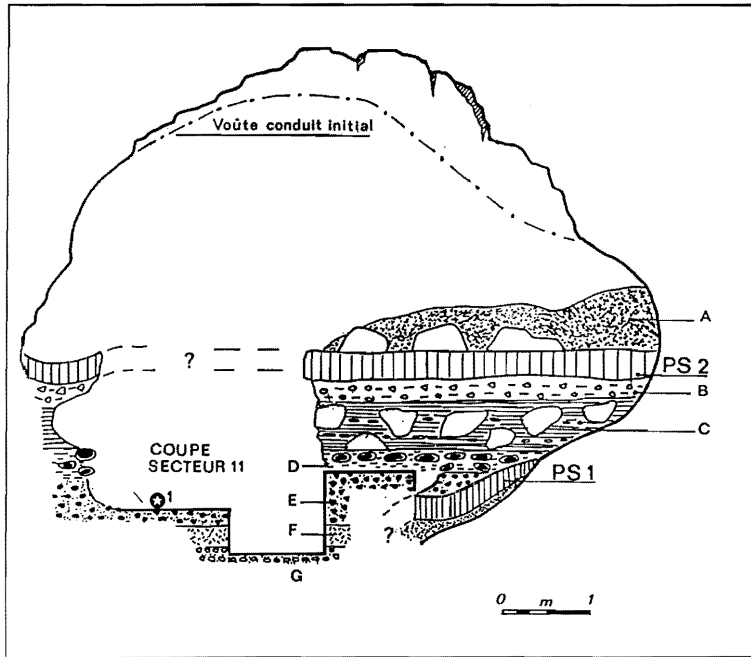 Voûte conduit initial
A
?
PS 2
B
C
COUPE
SECTEUR 11
D
PS 1
1
E
F
?
G
0 m 1